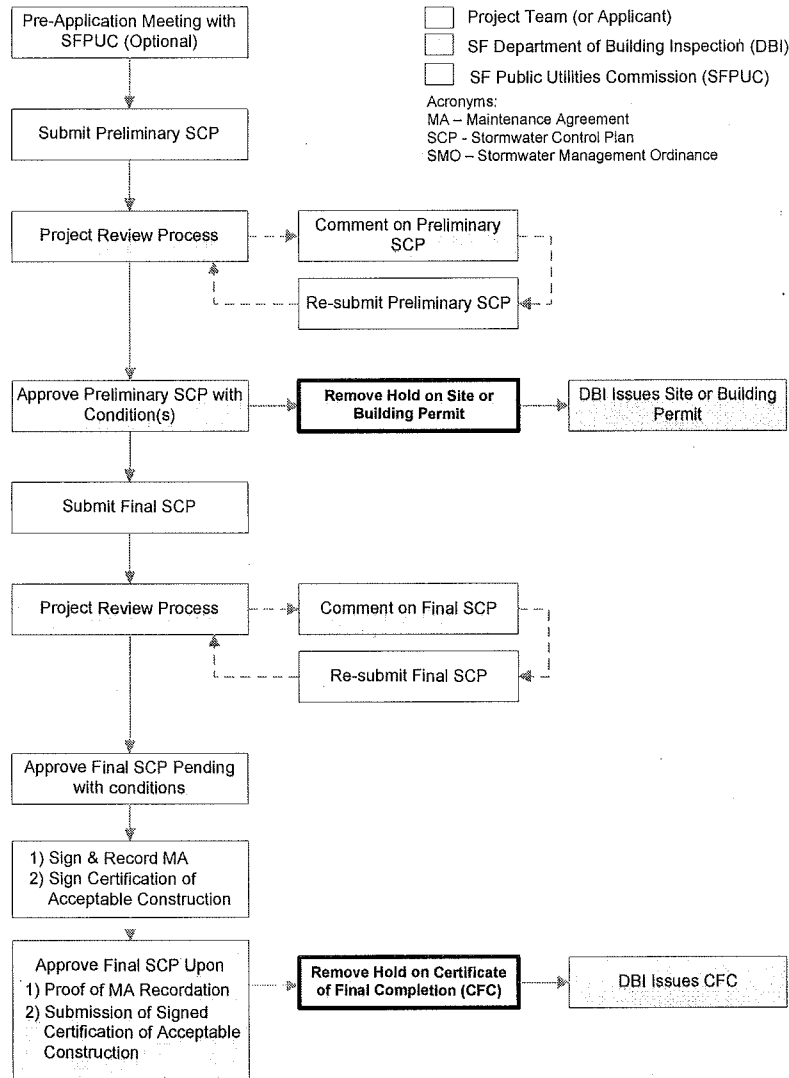 Pre-Application Meeting with
SFPUC (Optional)
Project Team (or Applicant)
SF Department of Building Inspection (DBI)
SF Public Utilities Commission (SFPUC)
Acronyms:
MA – Maintenance Agreement
SCP - Stormwater Control Plan
SMO – Stormwater Management Ordinance
Submit Preliminary SCP
Project Review Process
Comment on Preliminary
SCP
Re-submit Preliminary SCP
Approve Preliminary SCP with
Condition(s)
Remove Hold on Site or
Building Permit
DBI Issues Site or Building
Permit
Submit Final SCP
Project Review Process
Comment on Final SCP
Re-submit Final SCP
Approve Final SCP Pending
with conditions
1) Sign & Record MA
2) Sign Certification of
Acceptable Construction
Approve Final SCP Upon
1) Proof of MA Recordation
2) Submission of Signed
Certification of Acceptable
Construction
Remove Hold on Certificate
of Final Completion (CFC)
DBI Issues CFC